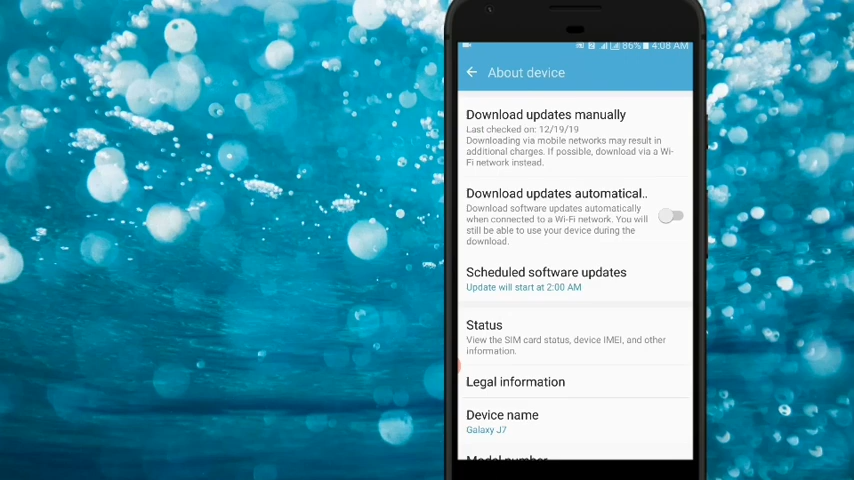 86% 4:08 AM
About device
Download updates manually
Last checked on: 12/19/19
Downloading via mobile networks may result in
additional charges. If possible, download via a Wi-
Fi network instead.
Download updates automatical..
Download software updates automatically
when connected to a Wi-Fi network. You will
still be able to use your device during the
download.
Scheduled software updates
Update will start at 2:00 AM
Status
View the SIM card status, device IMEI, and other
information.
Legal information
Device name
Galaxy J7
Model number